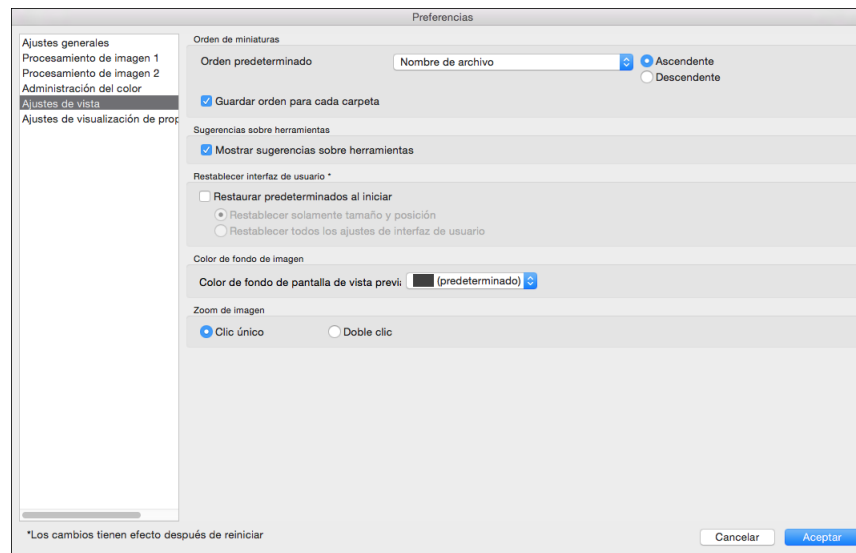 Preferencias
Ajustes generales
Procesamiento de imagen 1
Procesamiento de imagen 2
Administración del color
Ajustes de vista
Ajustes de visualización de prop
Orden de miniaturas
Orden predeterminado Nombre de archivo Ascendente
Descendente
Guardar orden para cada carpeta
Sugerencias sobre herramientas
Mostrar sugerencias sobre herramientas
Restablecer interfaz de usuario *
Restaurar predeterminados al iniciar
Restablecer solamente tamaño y posición
Restablecer todos los ajustes de interfaz de usuario
Color de fondo de imagen
Color de fondo de pantalla de vista previ (predeterminado)
Zoom de imagen
Clic único Doble clic
*Los cambios tienen efecto después de reiniciar
Cancelar Aceptar